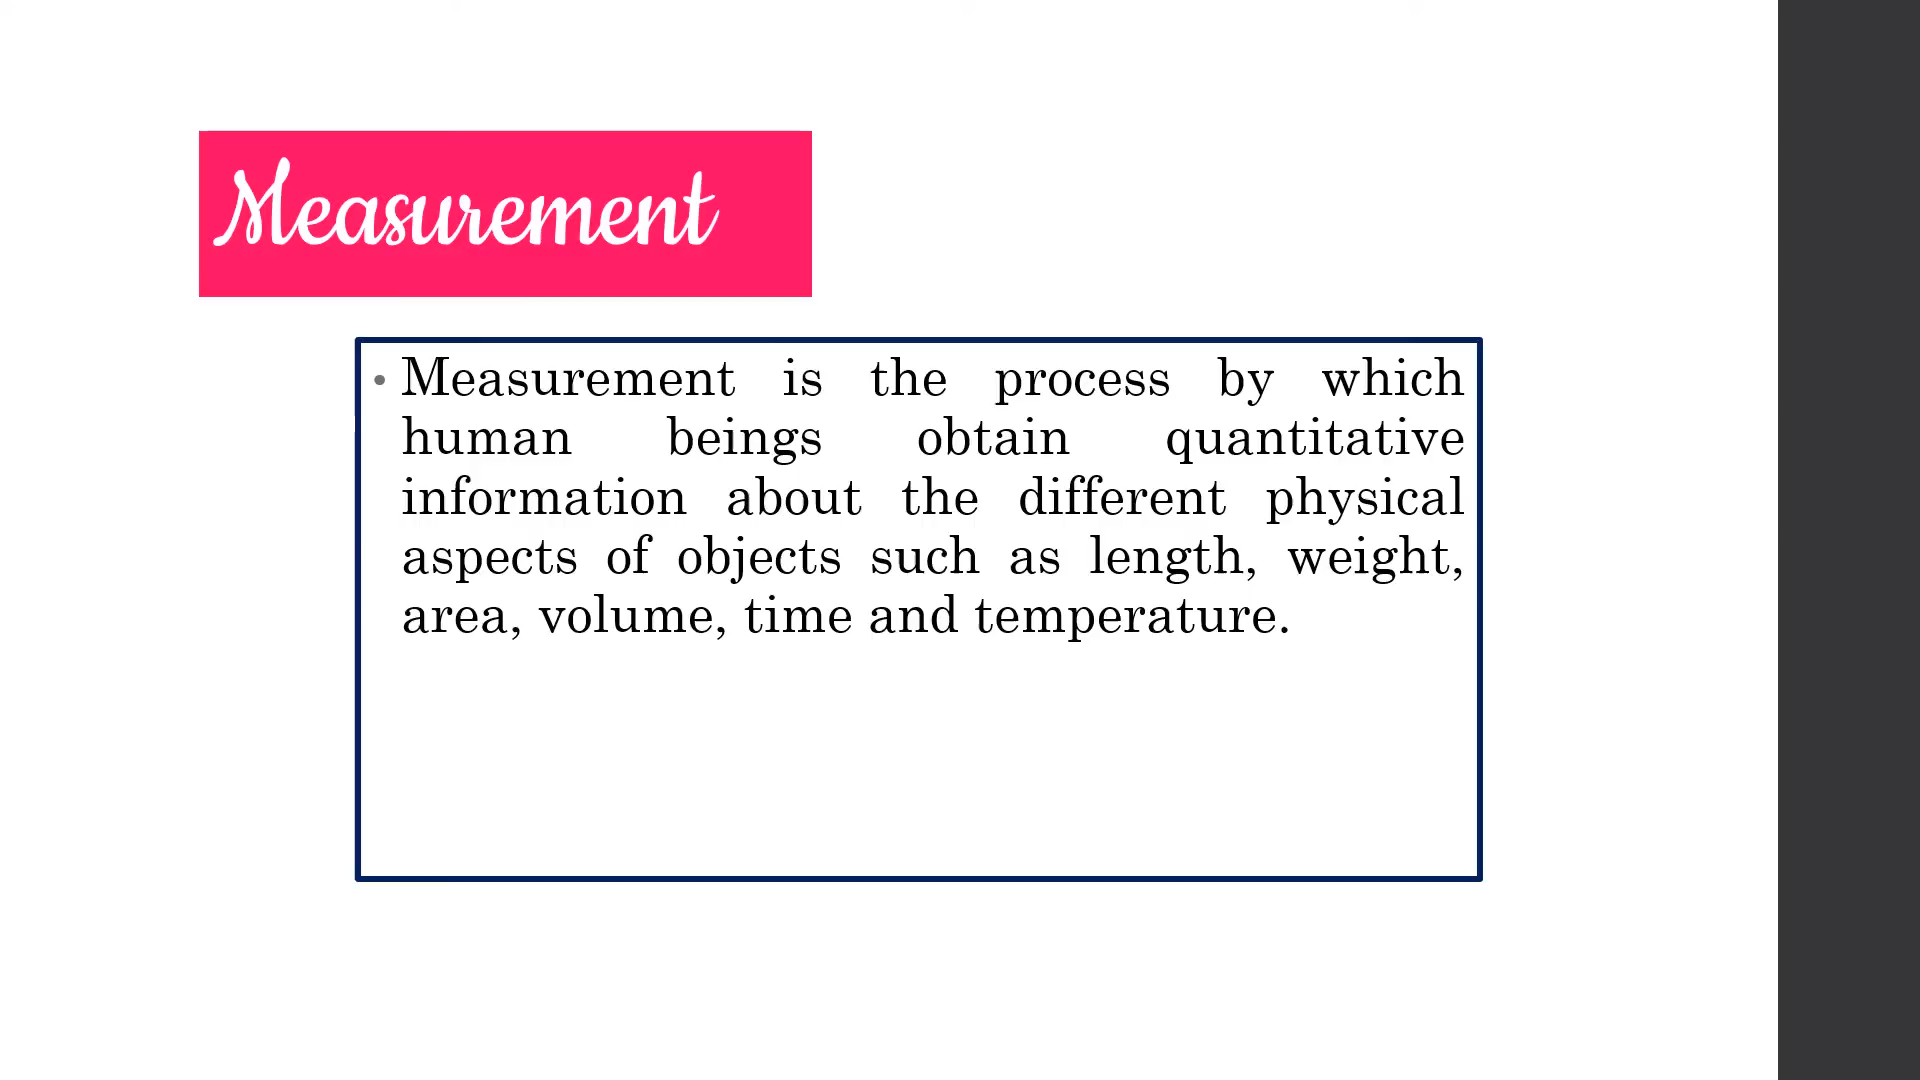 Measurement
• Measurement is the process by which
human beings obtain quantitative
information about the different physical
aspects of objects such as length, weight,
area, volume, time and temperature.